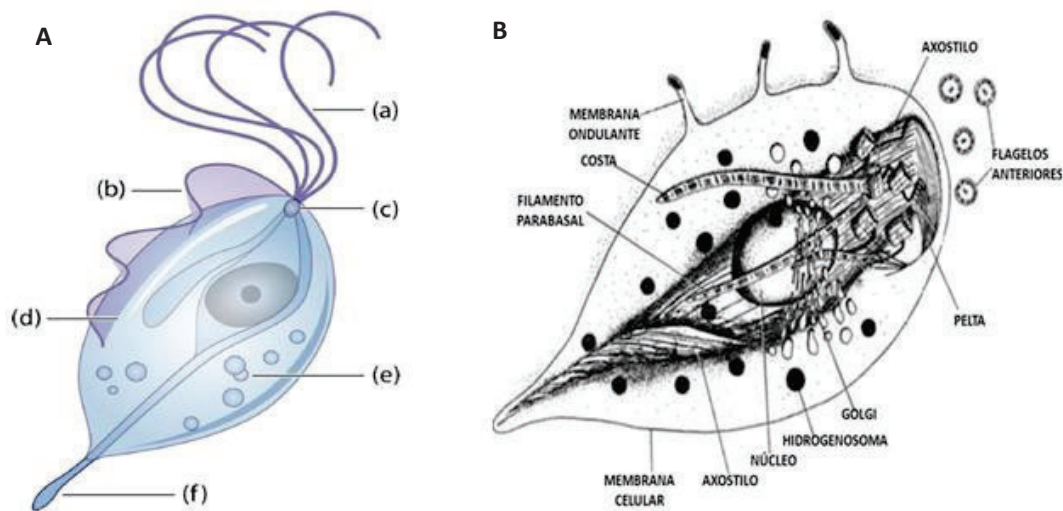 A
(a)
(b)
(c)
(d)
(e)
(f)
B
AXOSTILO
MEMBRANA
ONDULANTE
COSTA
FLAGELOS
ANTERIORES
FILAMENTO
PARABASAL
PELTA
GOLGI
HIDROGENOSOMA
NÚCLEO
AXOSTILO
MEMBRANA
CELULAR